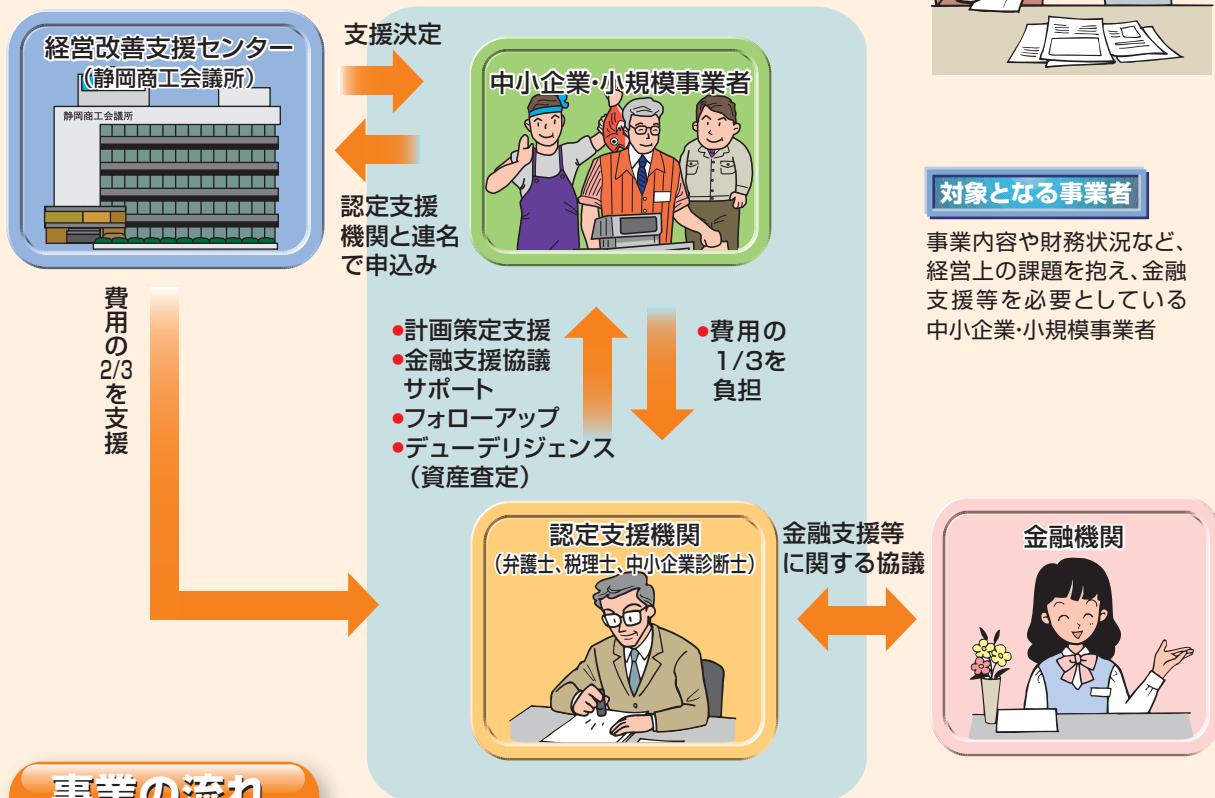 経営改善支援センター
（静岡商工会議所）
静岡商工会議所
支援決定
中小企業・小規模事業者
認定支援
機関と連名
で申込み
対象となる事業者
事業内容や財務状況など、
経営上の課題を抱え、金融
支援等を必要としている
中小企業・小規模事業者
費用の2/3を支援
●計画策定支援
●金融支援協議
サポート
●フォローアップ
●デューデリジェンス
（資産査定）
●費用の
1/3を
負担
認定支援機関
（弁護士、税理士、中小企業診断士）
金融支援等
に関する協議
金融機関
事業の流れ